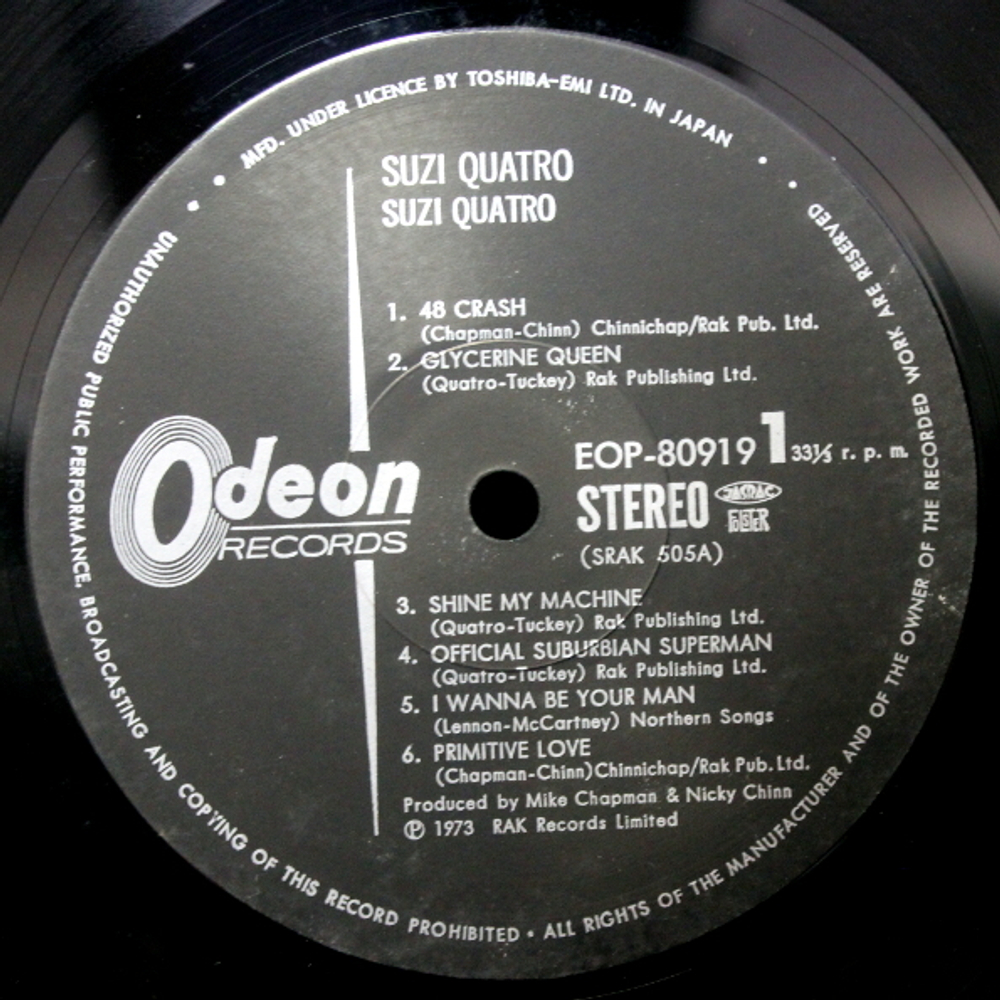 MFD. UNDER LICENCE BY TOSHIBA-EMI LTD. IN JAPAN
SUZI QUATRO
SUZI QUATRO
1. 48 CRASH
(Chapman-Chinn) Chinnichap/Rak Pub. Ltd.
2. GLYCERINE QUEEN
(Quatro-Tuckey) Rak Publishing Ltd.
Odeon
RECORDS
EOP-80919 1 33⅓ r. p. m.
STEREO JASRAC
(SRAK 505A)
3. SHINE MY MACHINE
(Quatro-Tuckey) Rak Publishing Ltd.
4. OFFICIAL SUBURBIAN SUPERMAN
(Quatro-Tuckey) Rak Publishing Ltd.
5. I WANNA BE YOUR MAN
(Lennon-McCartney) Northern Songs
6. PRIMITIVE LOVE
(Chapman-Chinn) Chinnichap/Rak Pub. Ltd.
Produced by Mike Chapman & Nicky Chinn
℗ 1973 RAK Records Limited
UNAUTHORIZED PUBLIC PERFORMANCE, BROADCASTING AND COPYING OF THIS RECORD PROHIBITED • ALL RIGHTS OF THE MANUFACTURER AND OF THE OWNER OF THE RECORDED WORK ARE RESERVED